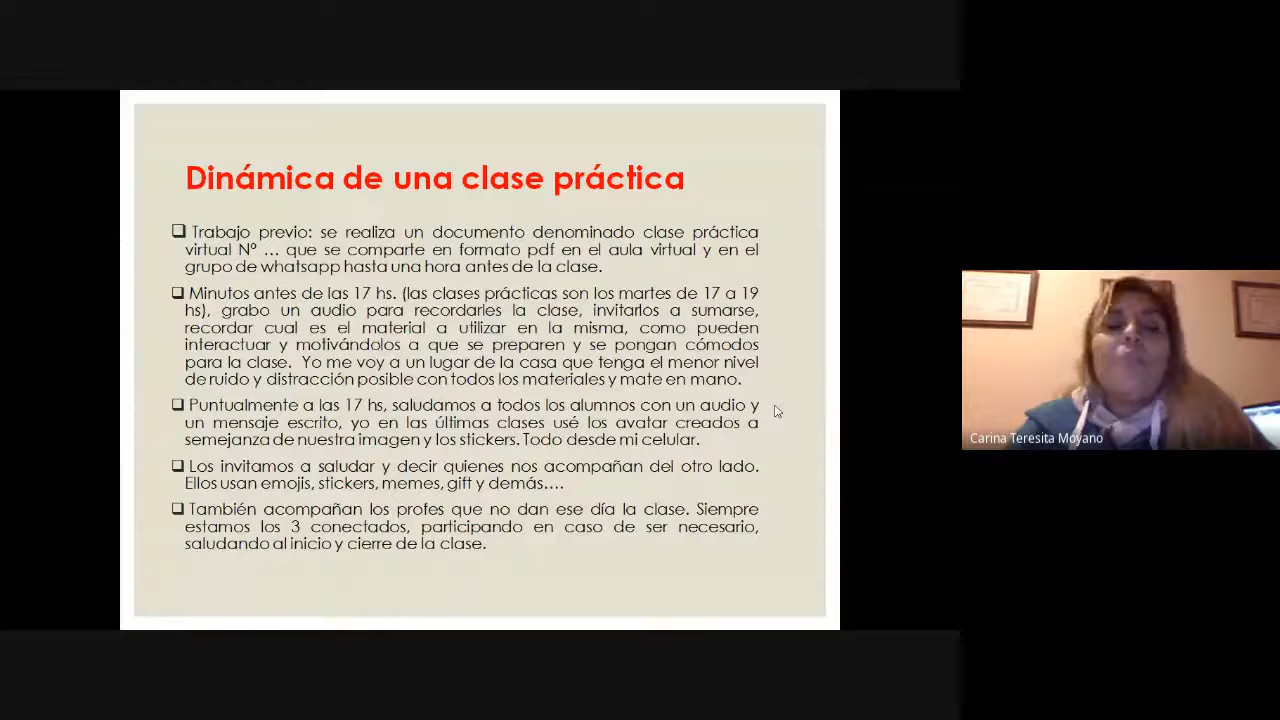 Dinámica de una clase práctica
❑ Trabajo previo: se realiza un documento denominado clase práctica
virtual Nº … que se comparte en formato pdf en el aula virtual y en el
grupo de whatsapp hasta una hora antes de la clase.
❑ Minutos antes de las 17 hs. (las clases prácticas son los martes de 17 a 19
hs), grabo un audio para recordarles la clase, invitarlos a sumarse,
recordar cual es el material a utilizar en la misma, como pueden
interactuar y motivándolos a que se preparen y se pongan cómodos
para la clase. Yo me voy a un lugar de la casa que tenga el menor nivel
de ruido y distracción posible con todos los materiales y mate en mano.
❑ Puntualmente a las 17 hs, saludamos a todos los alumnos con un audio y
un mensaje escrito, yo en las últimas clases usé los avatar creados a
semejanza de nuestra imagen y los stickers. Todo desde mi celular.
❑ Los invitamos a saludar y decir quienes nos acompañan del otro lado.
Ellos usan emojis, stickers, memes, gift y demás….
❑ También acompañan los profes que no dan ese día la clase. Siempre
estamos los 3 conectados, participando en caso de ser necesario,
saludando al inicio y cierre de la clase.
Carina Teresita Moyano